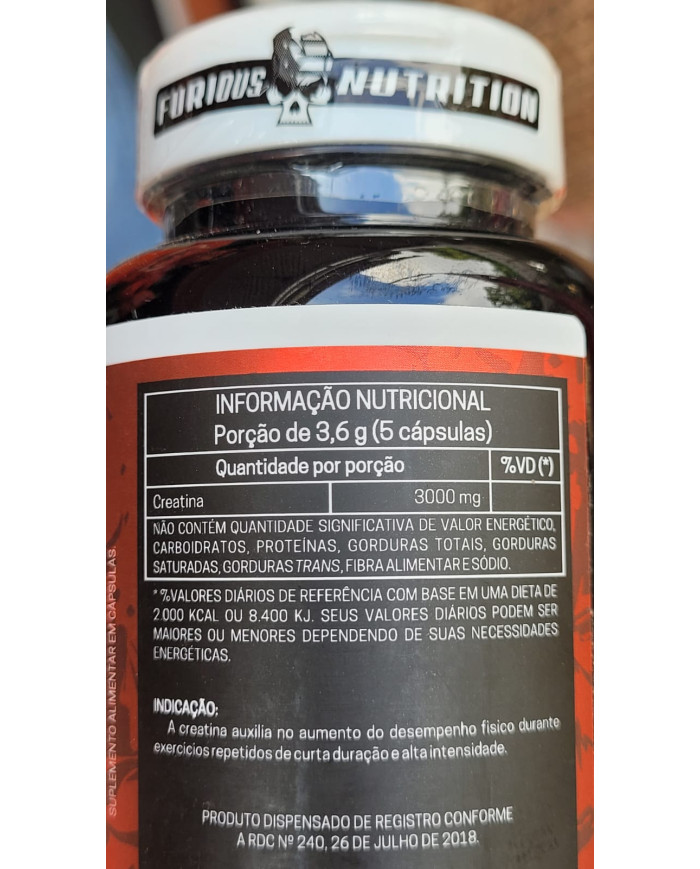 FURIOUS NUTRITION
INFORMAÇÃO NUTRICIONAL
Porção de 3,6 g (5 cápsulas)
Quantidade por porção %VD (*)
Creatina 3000 mg
NÃO CONTÉM QUANTIDADE SIGNIFICATIVA DE VALOR ENERGÉTICO,
CARBOIDRATOS, PROTEÍNAS, GORDURAS TOTAIS, GORDURAS
SATURADAS, GORDURAS TRANS, FIBRA ALIMENTAR E SÓDIO.
* %VALORES DIÁRIOS DE REFERÊNCIA COM BASE EM UMA DIETA DE
2.000 KCAL OU 8.400 KJ. SEUS VALORES DIÁRIOS PODEM SER
MAIORES OU MENORES DEPENDENDO DE SUAS NECESSIDADES
ENERGÉTICAS.
INDICAÇÃO:
A creatina auxilia no aumento do desempenho físico durante
exercícios repetidos de curta duração e alta intensidade.
PRODUTO DISPENSADO DE REGISTRO CONFORME
A RDC Nº 240, 26 DE JULHO DE 2018.
SUPLEMENTO ALIMENTAR EM CÁPSULAS.